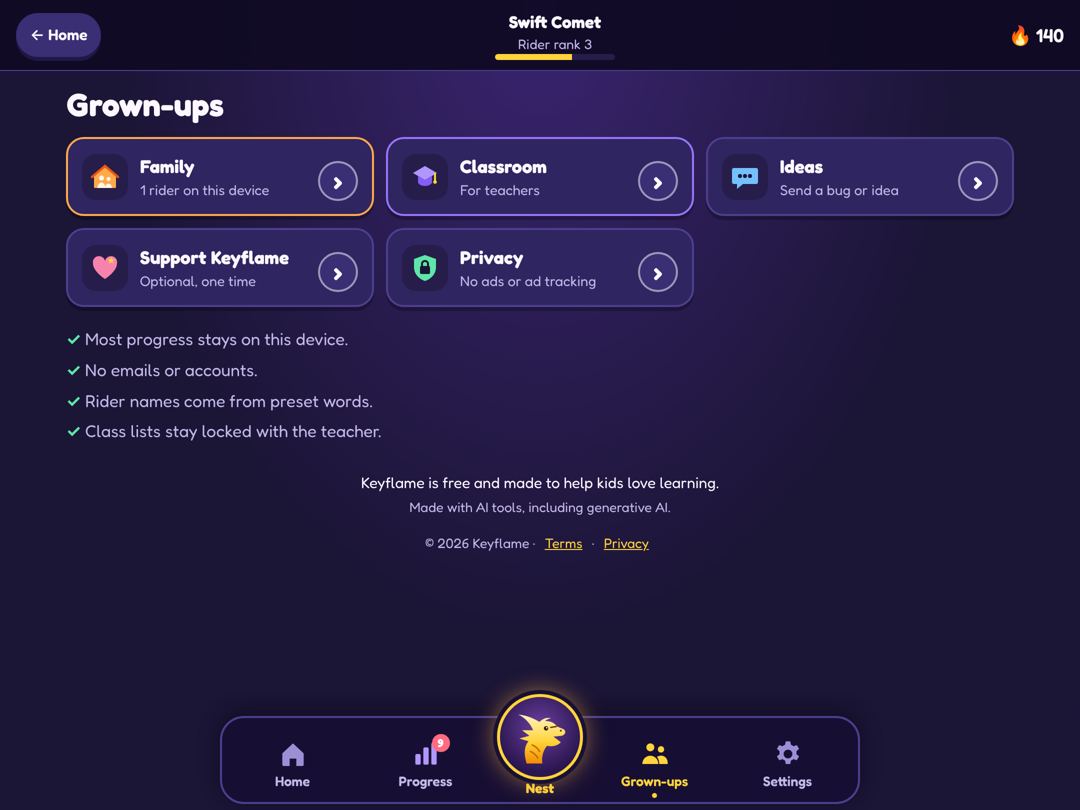 ← Home
Swift Comet
Rider rank 3
140
Grown-ups
Family
1 rider on this device
Classroom
For teachers
Ideas
Send a bug or idea
Support Keyflame
Optional, one time
Privacy
No ads or ad tracking
✓ Most progress stays on this device.
✓ No emails or accounts.
✓ Rider names come from preset words.
✓ Class lists stay locked with the teacher.
Keyflame is free and made to help kids love learning.
Made with AI tools, including generative AI.
© 2026 Keyflame · Terms · Privacy
Home
9
Progress
Nest
Grown-ups
Settings